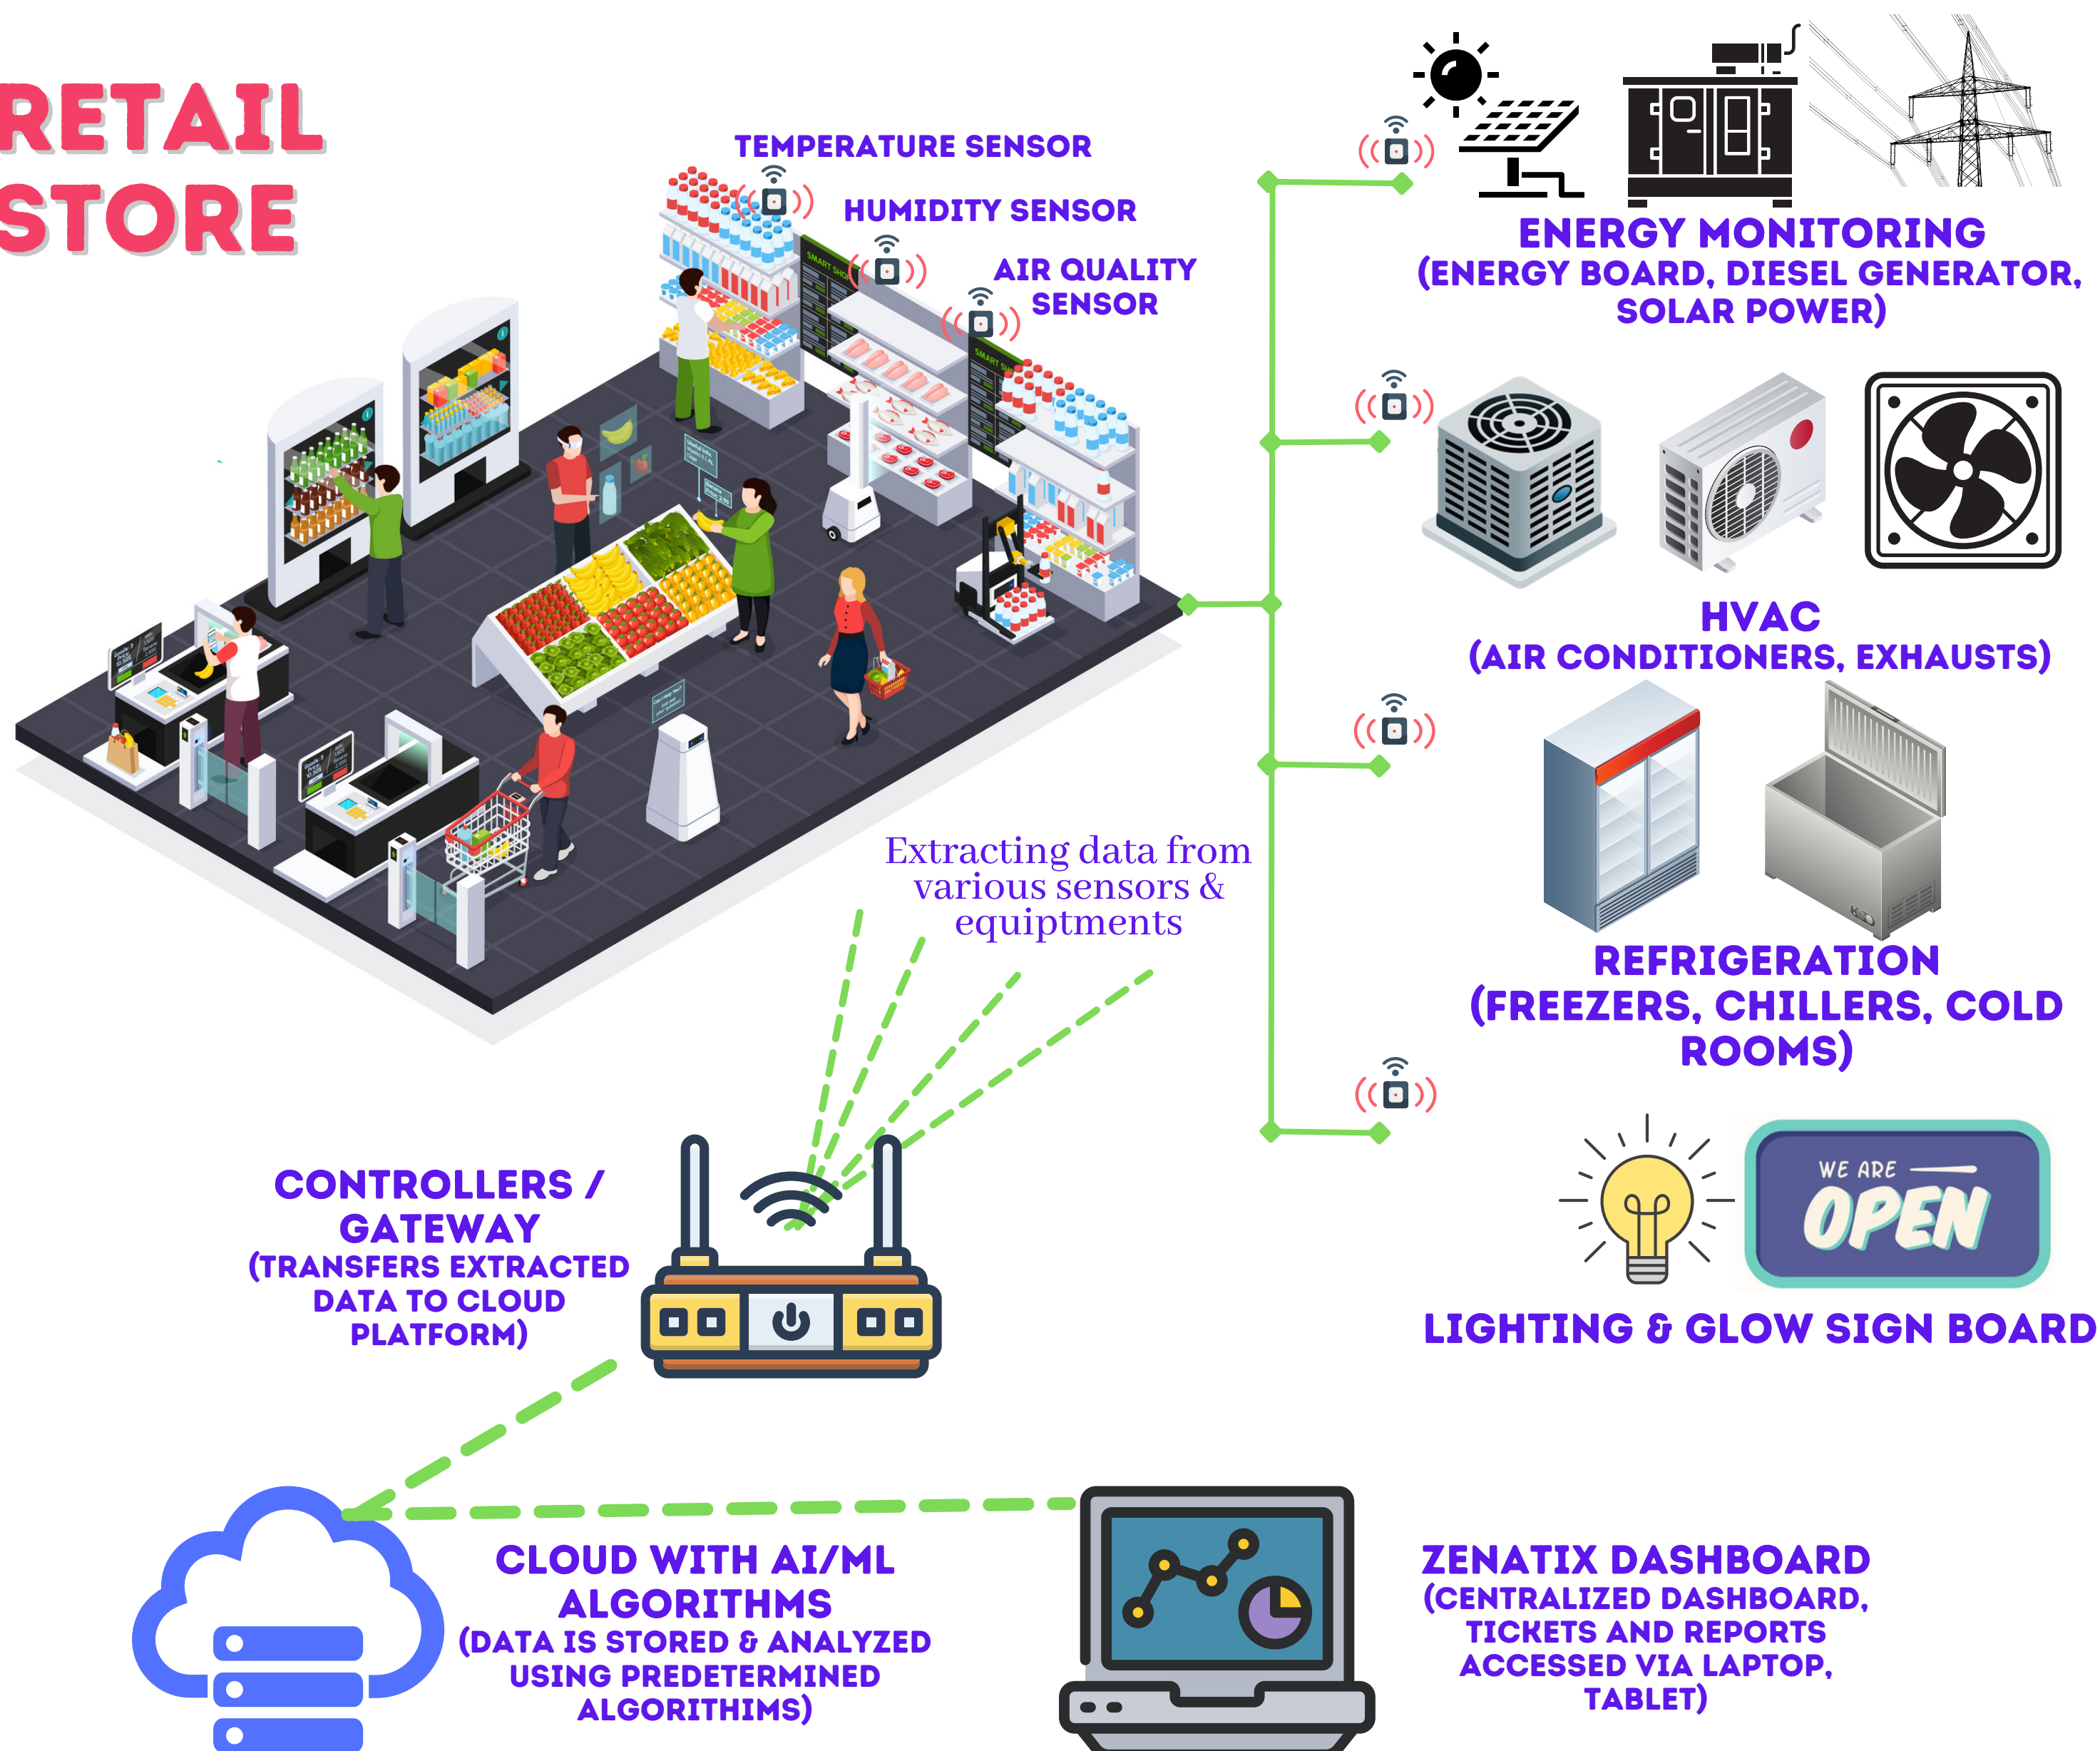 RETAIL
STORE
TEMPERATURE SENSOR
HUMIDITY SENSOR
AIR QUALITY
SENSOR
SMART SHOP
SMART
ENERGY MONITORING
(ENERGY BOARD, DIESEL GENERATOR,
SOLAR POWER)
HVAC
(AIR CONDITIONERS, EXHAUSTS)
REFRIGERATION
(FREEZERS, CHILLERS, COLD
ROOMS)
Extracting data from
various sensors &
equiptments
WE ARE
OPEN
LIGHTING & GLOW SIGN BOARD
CONTROLLERS /
GATEWAY
(TRANSFERS EXTRACTED
DATA TO CLOUD
PLATFORM)
CLOUD WITH AI/ML
ALGORITHMS
(DATA IS STORED & ANALYZED
USING PREDETERMINED
ALGORITHIMS)
ZENATIX DASHBOARD
(CENTRALIZED DASHBOARD,
TICKETS AND REPORTS
ACCESSED VIA LAPTOP,
TABLET)